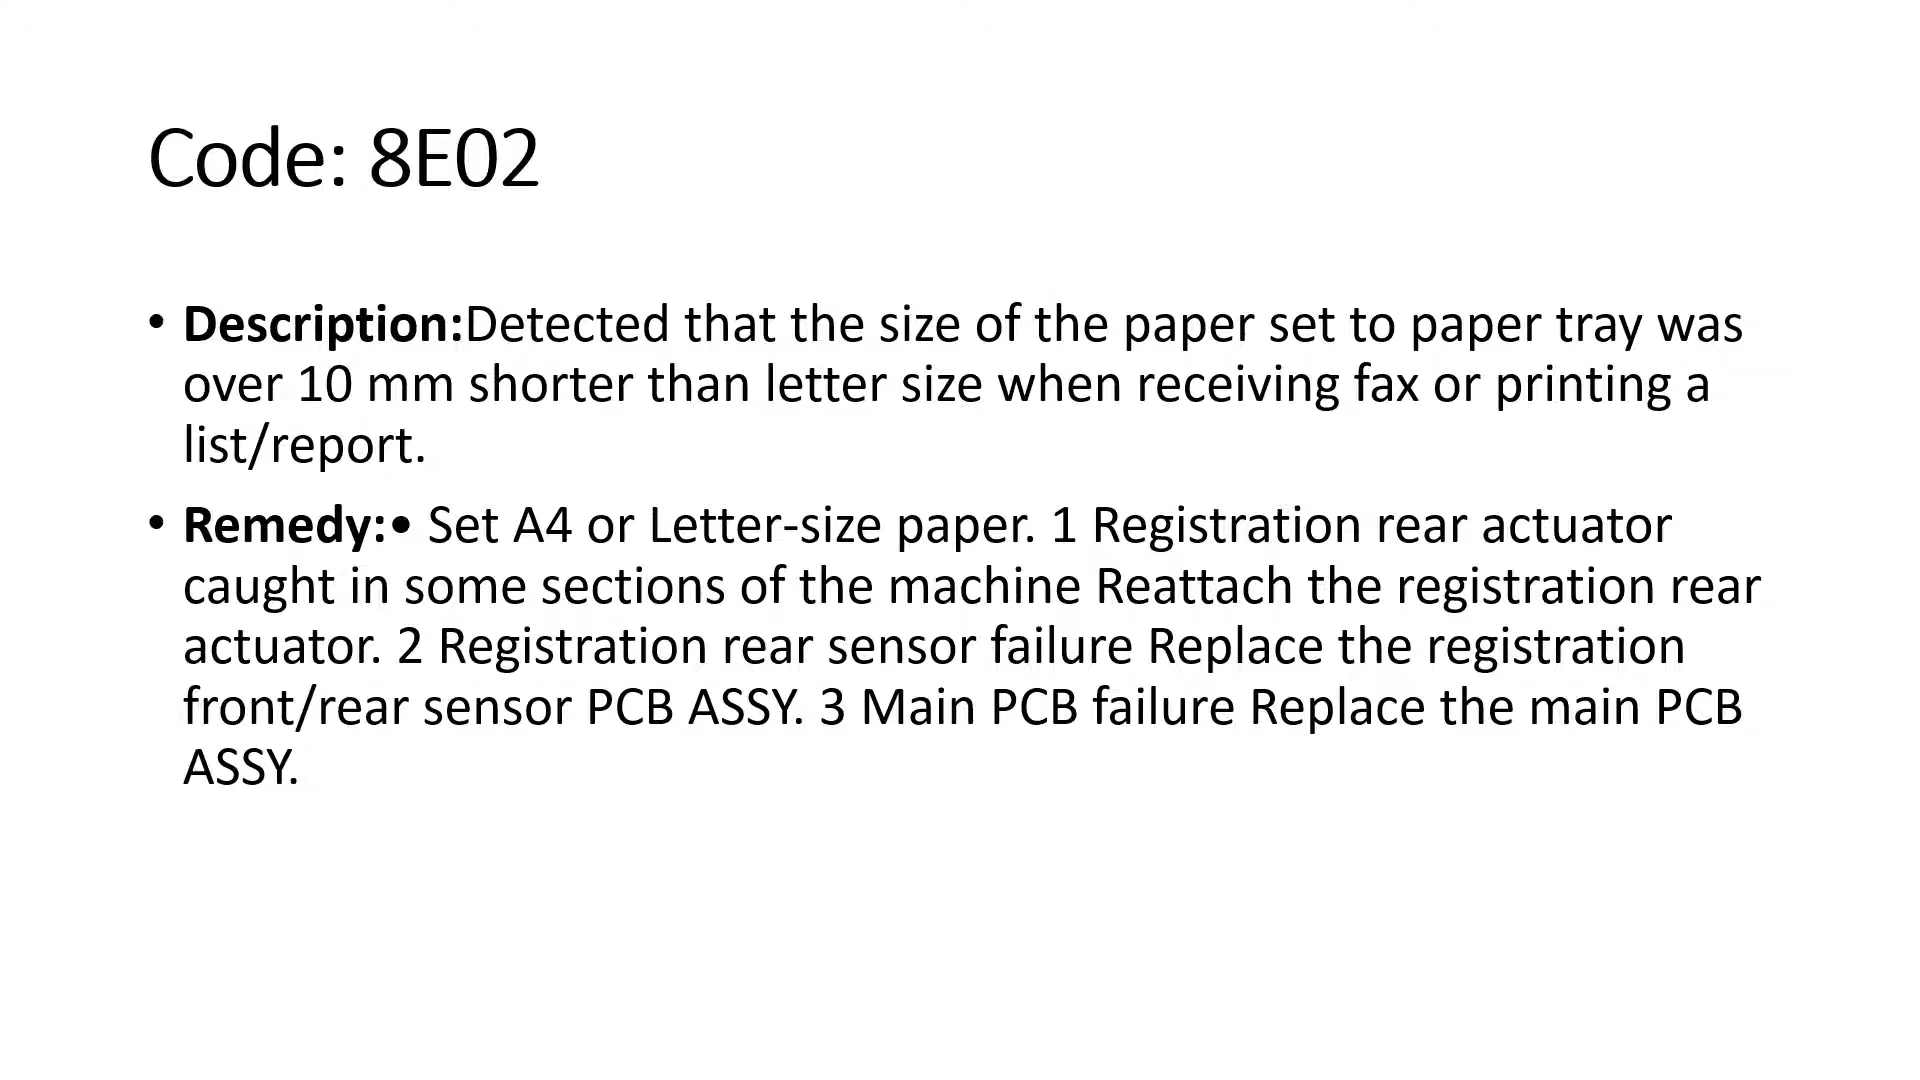 Code: 8E02
• Description:Detected that the size of the paper set to paper tray was
over 10 mm shorter than letter size when receiving fax or printing a
list/report.
• Remedy:• Set A4 or Letter-size paper. 1 Registration rear actuator
caught in some sections of the machine Reattach the registration rear
actuator. 2 Registration rear sensor failure Replace the registration
front/rear sensor PCB ASSY. 3 Main PCB failure Replace the main PCB
ASSY.